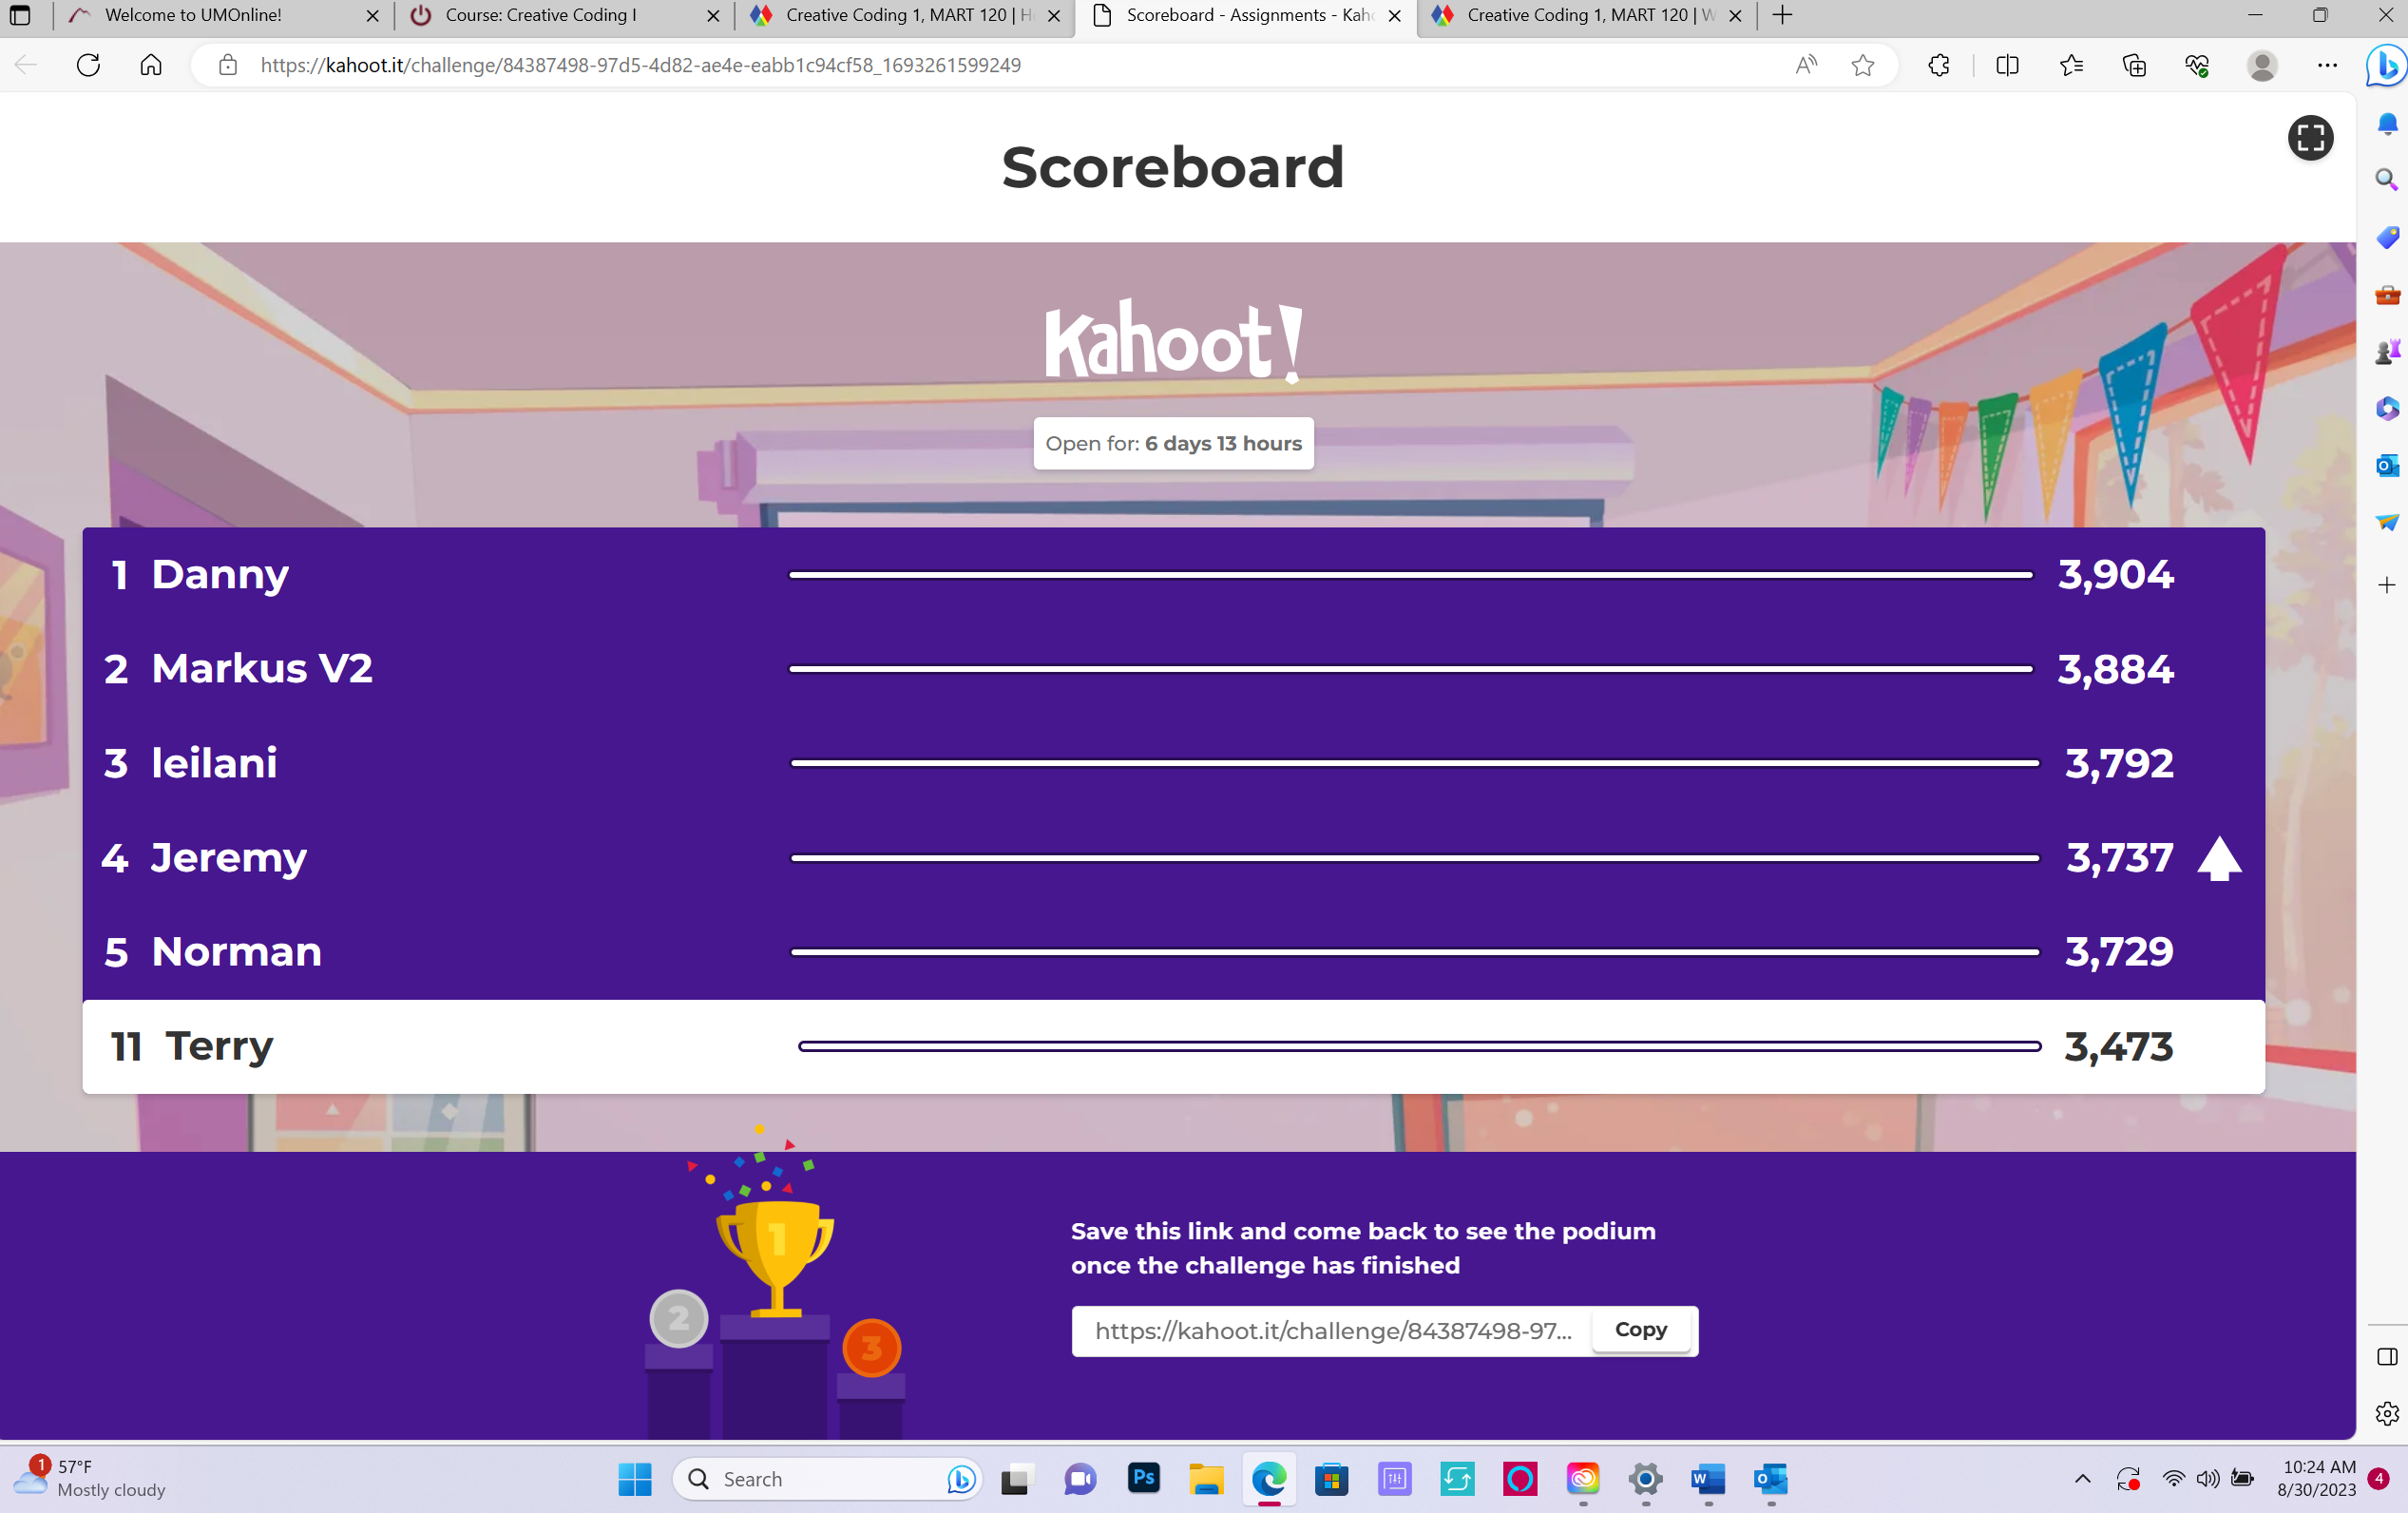 Welcome to UMOnline!
Course: Creative Coding I
Creative Coding 1, MART 120 | H
Scoreboard - Assignments - Kah
Creative Coding 1, MART 120 | W
https://kahoot.it/challenge/84387498-97d5-4d82-ae4e-eabb1c94cf58_1693261599249
Scoreboard
Kahoot!
Open for: 6 days 13 hours
1 Danny 3,904
2 Markus V2 3,884
3 leilani 3,792
4 Jeremy 3,737
5 Norman 3,729
11 Terry 3,473
1
2
3
Save this link and come back to see the podium
once the challenge has finished
https://kahoot.it/challenge/84387498-97... Copy
1
57°F
Mostly cloudy
Search
Ps
10:24 AM
8/30/2023
4